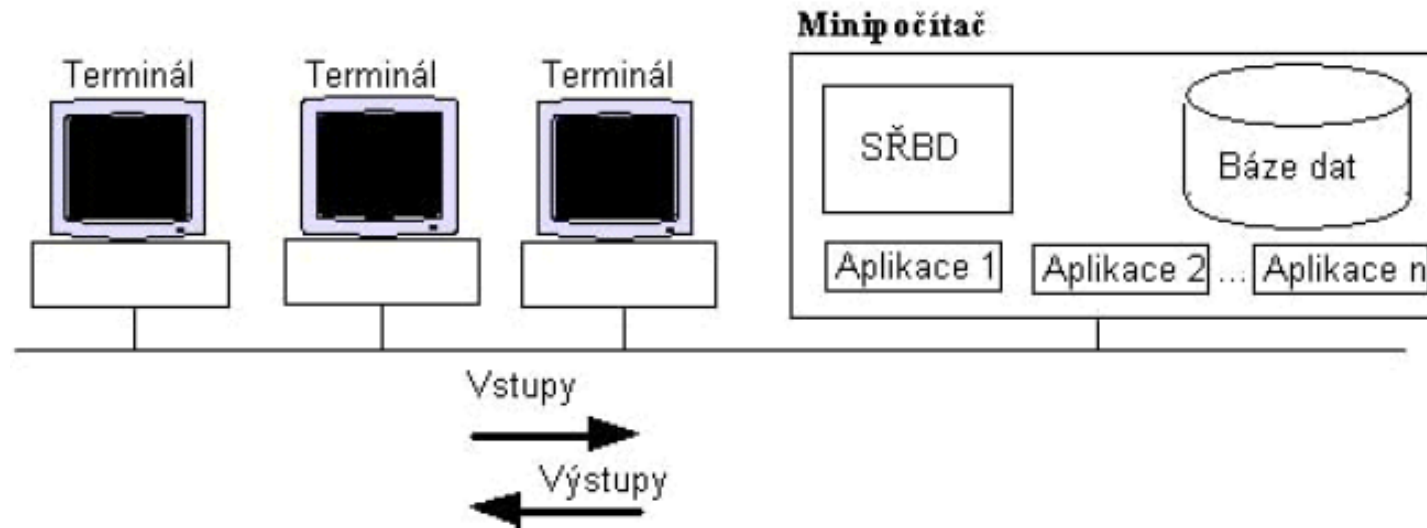 Minipočítač
Terminál Terminál Terminál
SŘBD
Báze dat
Aplikace 1 Aplikace 2 ... Aplikace n
Vstupy
Výstupy